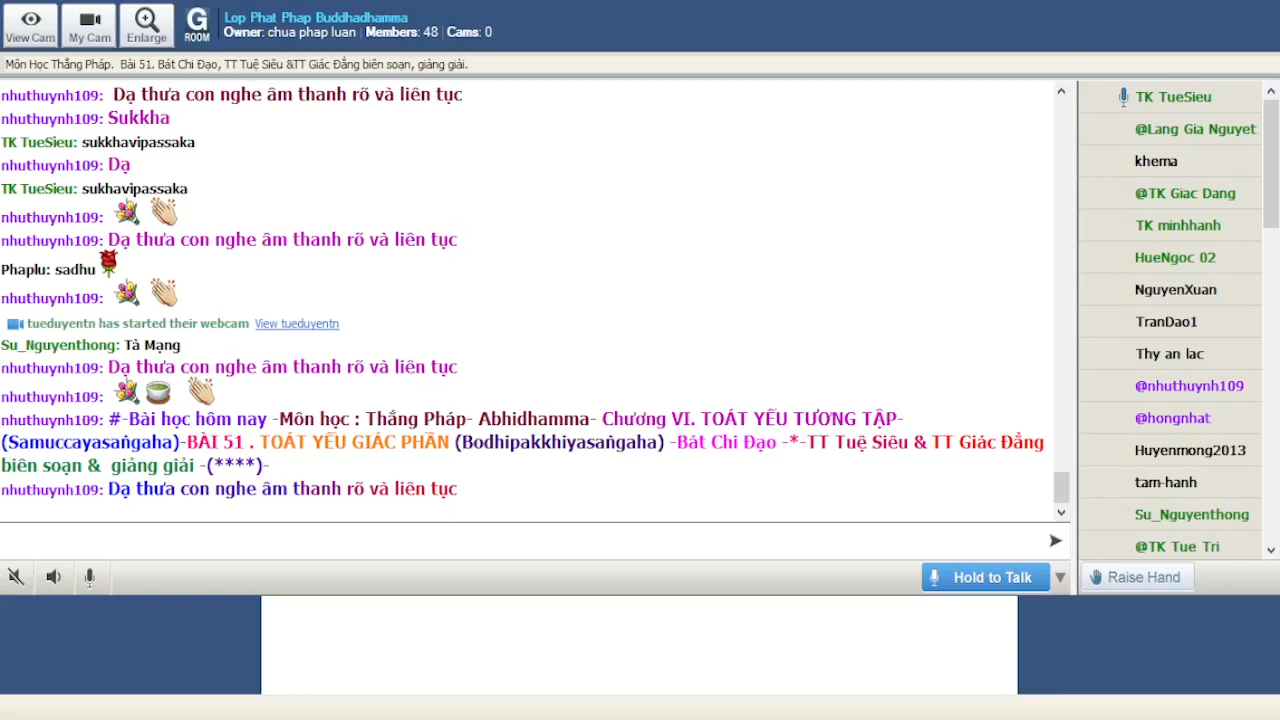 View Cam
My Cam
Enlarge
G
ROOM
Lop Phat Phap Buddhadhamma
Owner: chua phap luan | Members: 48 | Cams: 0
Môn Học Thắng Pháp.  Bài 51. Bát Chi Đạo, TT Tuệ Siêu &TT Giác Đẳng biên soạn, giảng giải.
nhuthuynh109: Dạ thưa con nghe âm thanh rõ và liên tục
nhuthuynh109: Sukkha
TK TueSieu: sukkhavipassaka
nhuthuynh109: Dạ
TK TueSieu: sukhavipassaka
nhuthuynh109:
nhuthuynh109: Dạ thưa con nghe âm thanh rõ và liên tục
Phaplu: sadhu
nhuthuynh109:
tueduyentn has started their webcam View tueduyentn
Su_Nguyenthong: Tà Mạng
nhuthuynh109: Dạ thưa con nghe âm thanh rõ và liên tục
nhuthuynh109:
nhuthuynh109: #-Bài học hôm nay -Môn học : Thắng Pháp- Abhidhamma- Chương VI. TOÁT YẾU TƯƠNG TẬP-
(Samuccayasaṅgaha)-BÀI 51 . TOÁT YẾU GIÁC PHẦN (Bodhipakkhiyasaṅgaha) -Bát Chi Đạo -*-TT Tuệ Siêu & TT Giác Đẳng
biên soạn &  giảng giải -(****)-
nhuthuynh109: Dạ thưa con nghe âm thanh rõ và liên tục
Hold to Talk
TK TueSieu
@Lang Gia Nguyet
khema
@TK Giac Dang
TK minhhanh
HueNgoc 02
NguyenXuan
TranDao1
Thy an lac
@nhuthuynh109
@hongnhat
Huyenmong2013
tam-hanh
Su_Nguyenthong
@TK Tue Tri
Raise Hand